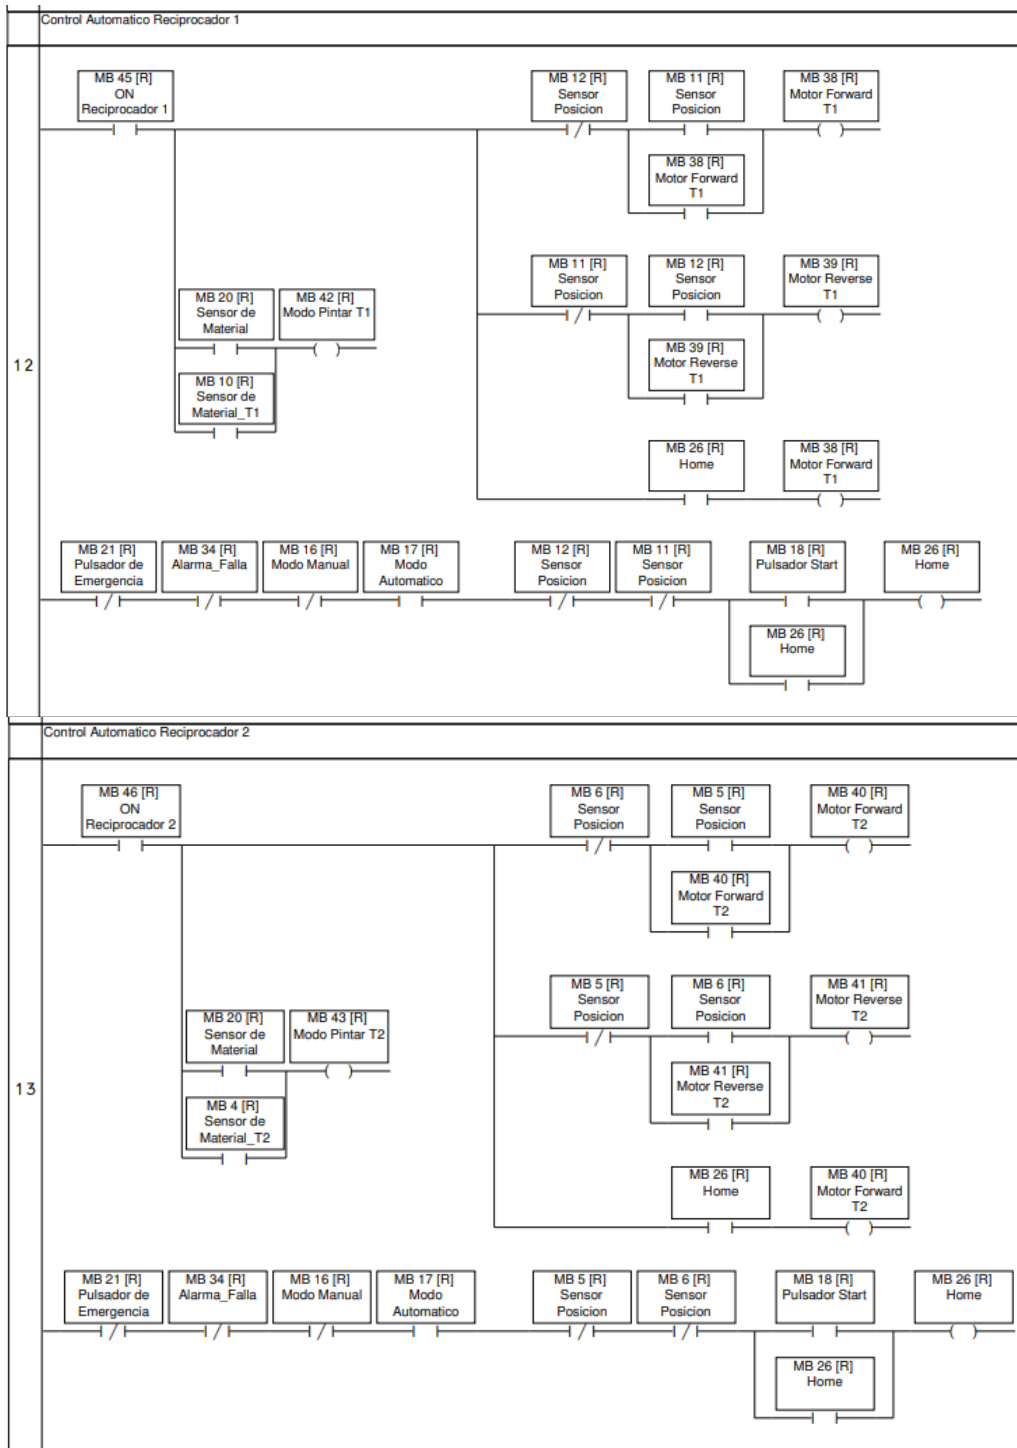 Control Automatico Reciprocador 1
MB 45 [R]
ON
Reciprocador 1
MB 12 [R]
Sensor
Posicion
MB 11 [R]
Sensor
Posicion
MB 38 [R]
Motor Forward
T1
MB 38 [R]
Motor Forward
T1
MB 11 [R]
Sensor
Posicion
MB 12 [R]
Sensor
Posicion
MB 39 [R]
Motor Reverse
T1
MB 20 [R]
Sensor de
Material
MB 42 [R]
Modo Pintar T1
MB 39 [R]
Motor Reverse
T1
12
MB 10 [R]
Sensor de
Material_T1
MB 26 [R]
Home
MB 38 [R]
Motor Forward
T1
MB 21 [R]
Pulsador de
Emergencia
MB 34 [R]
Alarma_Falla
MB 16 [R]
Modo Manual
MB 17 [R]
Modo
Automatico
MB 12 [R]
Sensor
Posicion
MB 11 [R]
Sensor
Posicion
MB 18 [R]
Pulsador Start
MB 26 [R]
Home
MB 26 [R]
Home
Control Automatico Reciprocador 2
MB 46 [R]
ON
Reciprocador 2
MB 6 [R]
Sensor
Posicion
MB 5 [R]
Sensor
Posicion
MB 40 [R]
Motor Forward
T2
MB 40 [R]
Motor Forward
T2
MB 5 [R]
Sensor
Posicion
MB 6 [R]
Sensor
Posicion
MB 41 [R]
Motor Reverse
T2
MB 20 [R]
Sensor de
Material
MB 43 [R]
Modo Pintar T2
MB 41 [R]
Motor Reverse
T2
13
MB 4 [R]
Sensor de
Material_T2
MB 26 [R]
Home
MB 40 [R]
Motor Forward
T2
MB 21 [R]
Pulsador de
Emergencia
MB 34 [R]
Alarma_Falla
MB 16 [R]
Modo Manual
MB 17 [R]
Modo
Automatico
MB 5 [R]
Sensor
Posicion
MB 6 [R]
Sensor
Posicion
MB 18 [R]
Pulsador Start
MB 26 [R]
Home
MB 26 [R]
Home